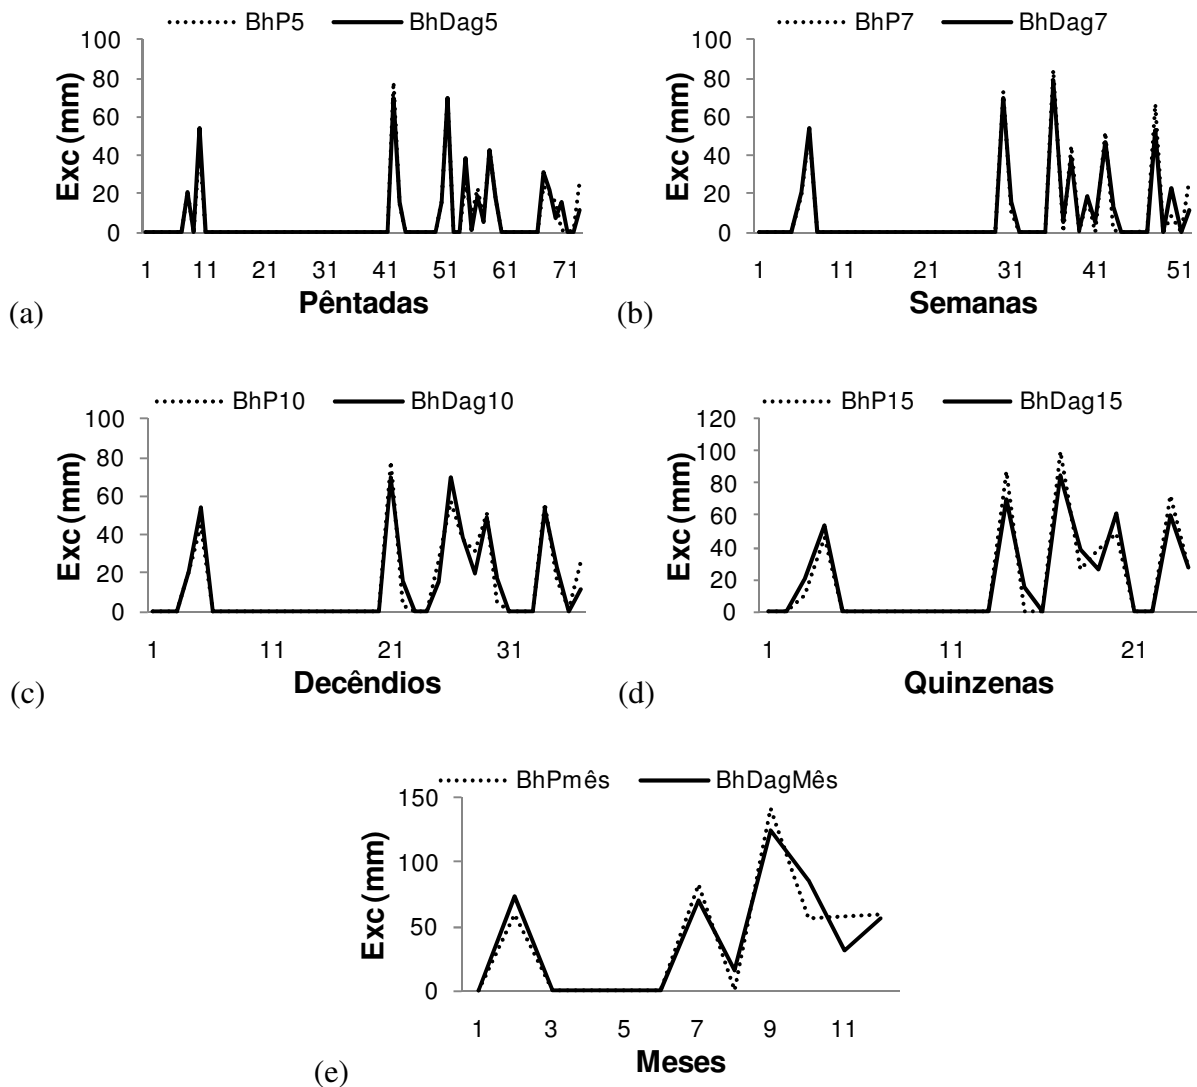 BhP5 BhDag5
Exc (mm)
100
80
60
40
20
0
1 11 21 31 41 51 61 71
Pêntadas
(a)
BhP7 BhDag7
Exc (mm)
100
80
60
40
20
0
1 11 21 31 41 51
Semanas
(b)
BhP10 BhDag10
Exc (mm)
100
80
60
40
20
0
1 11 21 31
Decêndios
(c)
BhP15 BhDag15
Exc (mm)
120
100
80
60
40
20
0
1 11 21
Quinzenas
(d)
BhPmês BhDagMês
Exc (mm)
150
100
50
0
1 3 5 7 9 11
Meses
(e)